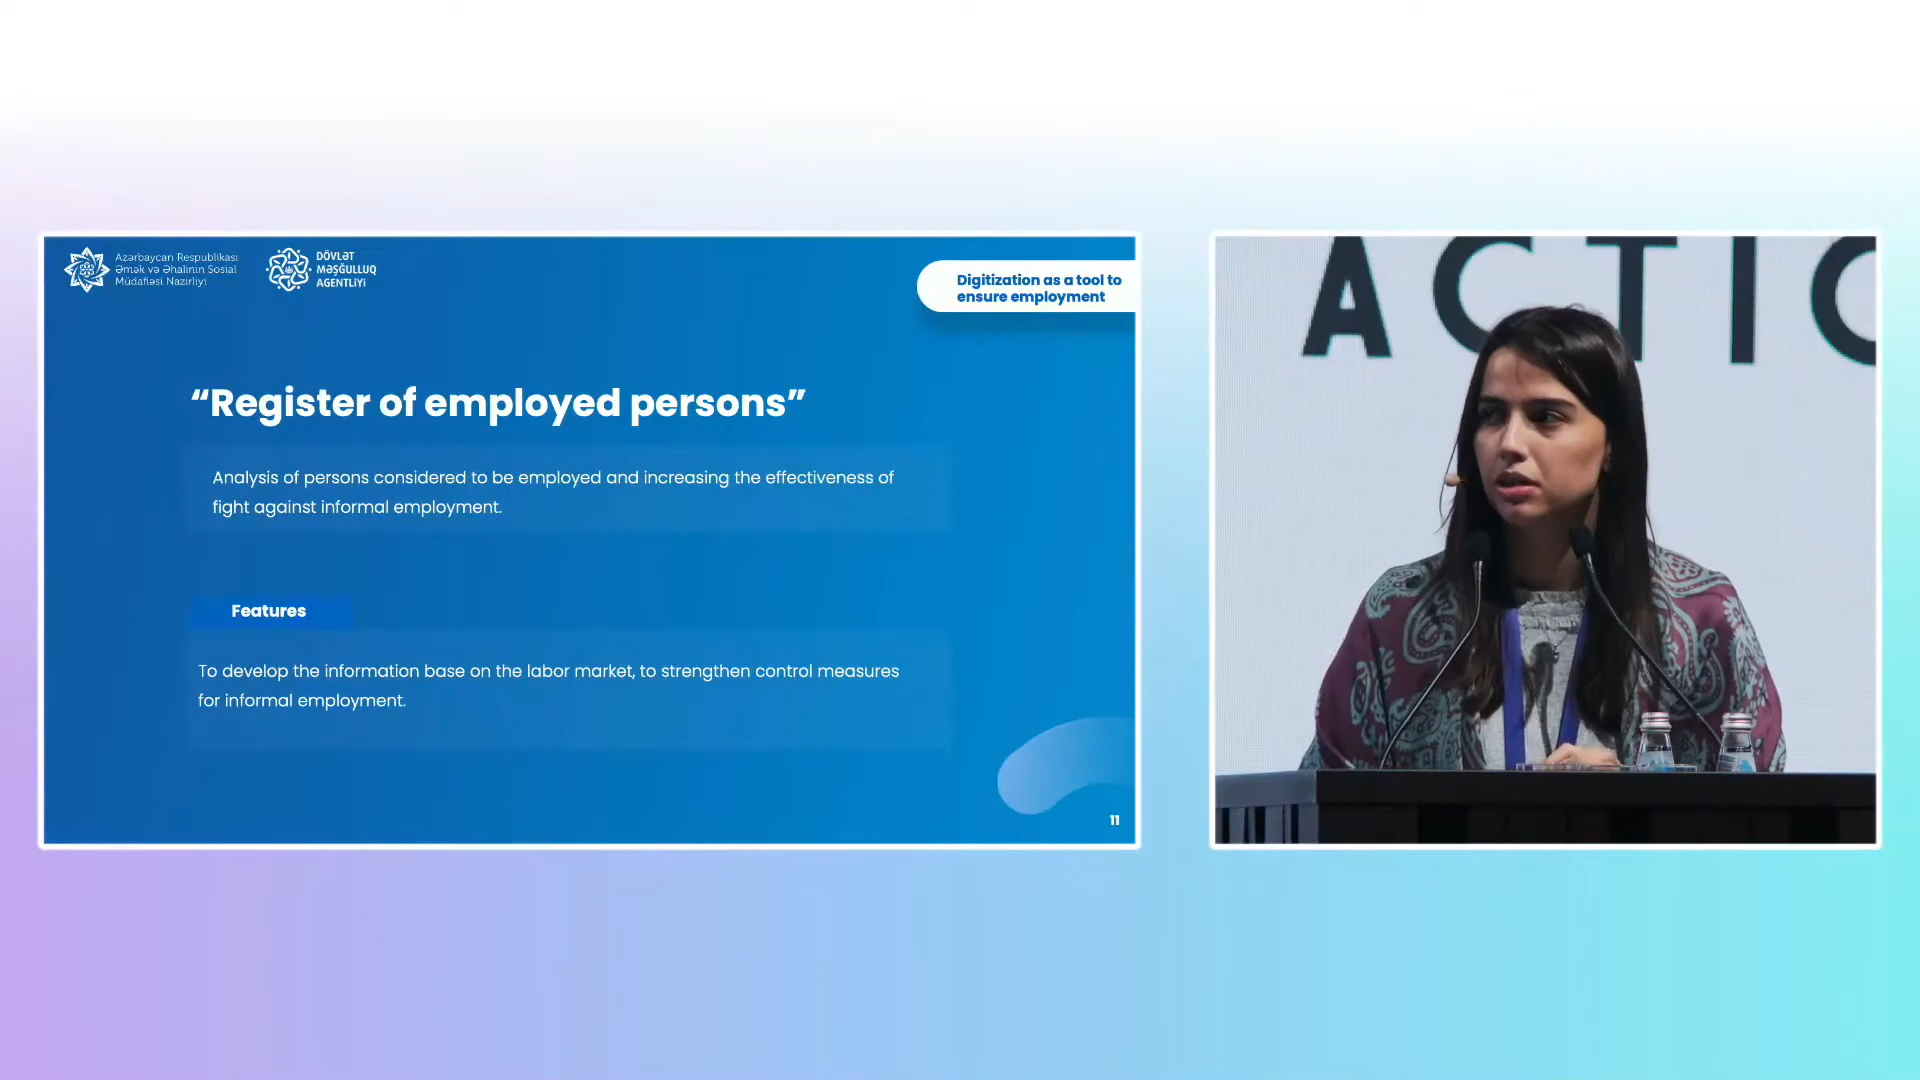 Azərbaycan Respublikası
Əmək və Əhalinin Sosial
Müdafiəsi Nazirliyi
DÖVLƏT
MƏŞĞULLUQ
AGENTLİYİ
Digitization as a tool to
ensure employment
“Register of employed persons”
Analysis of persons considered to be employed and increasing the effectiveness of
fight against informal employment.
Features
To develop the information base on the labor market, to strengthen control measures
for informal employment.
11
ACTIO